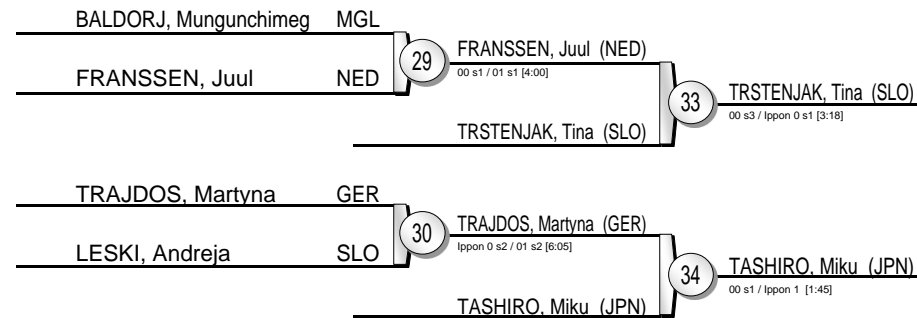 BALDORJ, Mungunchimeg MGL
FRANSSEN, Juul NED
29
FRANSSEN, Juul (NED)
00 s1 / 01 s1 [4:00]
TRSTENJAK, Tina (SLO)
33
TRSTENJAK, Tina (SLO)
00 s3 / Ippon 0 s1 [3:18]
TRAJDOS, Martyna GER
LESKI, Andreja SLO
30
TRAJDOS, Martyna (GER)
Ippon 0 s2 / 01 s2 [6:05]
TASHIRO, Miku (JPN)
34
TASHIRO, Miku (JPN)
00 s1 / Ippon 1 [1:45]